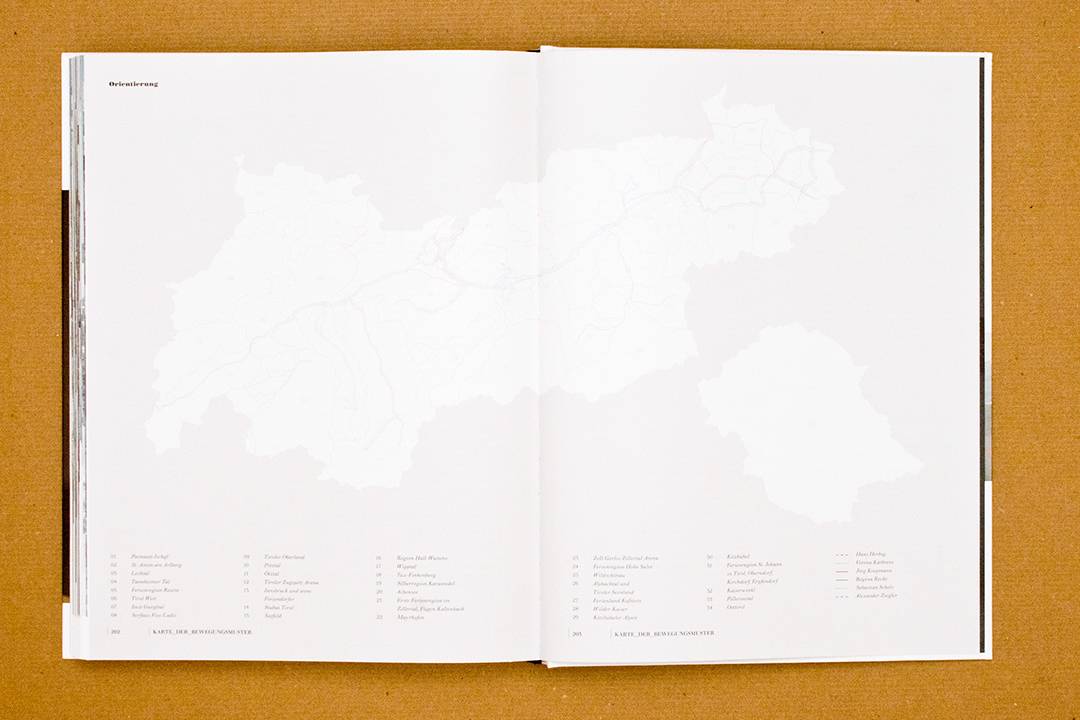 Orientierung
01 Paznaun-Ischgl
02 St. Anton am Arlberg
03 Lechtal
04 Tannheimer Tal
05 Ferienregion Reutte
06 Tirol West
07 Imst-Gurgltal
08 Serfaus-Fiss-Ladis
09 Tiroler Oberland
10 Pitztal
11 Ötztal
12 Tiroler Zugspitz Arena
13 Innsbruck und seine
Feriendörfer
14 Stubai Tirol
15 Seefeld
16 Region Hall-Wattens
17 Wipptal
18 Tux-Finkenberg
19 Silberregion Karwendel
20 Achensee
21 Erste Ferienregion im
Zillertal, Fügen-Kaltenbach
22 Mayrhofen
202 KARTE_DER_BEWEGUNGSMUSTER
23 Zell-Gerlos Zillertal Arena
24 Ferienregion Hohe Salve
25 Wildschönau
26 Alpbachtal und
Tiroler Seenland
27 Ferienland Kufstein
28 Wilder Kaiser
29 Kitzbüheler Alpen
30 Kitzbühel
31 Ferienregion St. Johann
in Tirol, Oberndorf,
Kirchdorf, Erpfendorf
32 Kaiserwinkl
33 Pillerseetal
34 Osttirol
Hans Herbig
Verena Kathrein
Jörg Koopmann
Regina Recht
Sebastian Schels
Alexander Ziegler
203 KARTE_DER_BEWEGUNGSMUSTER